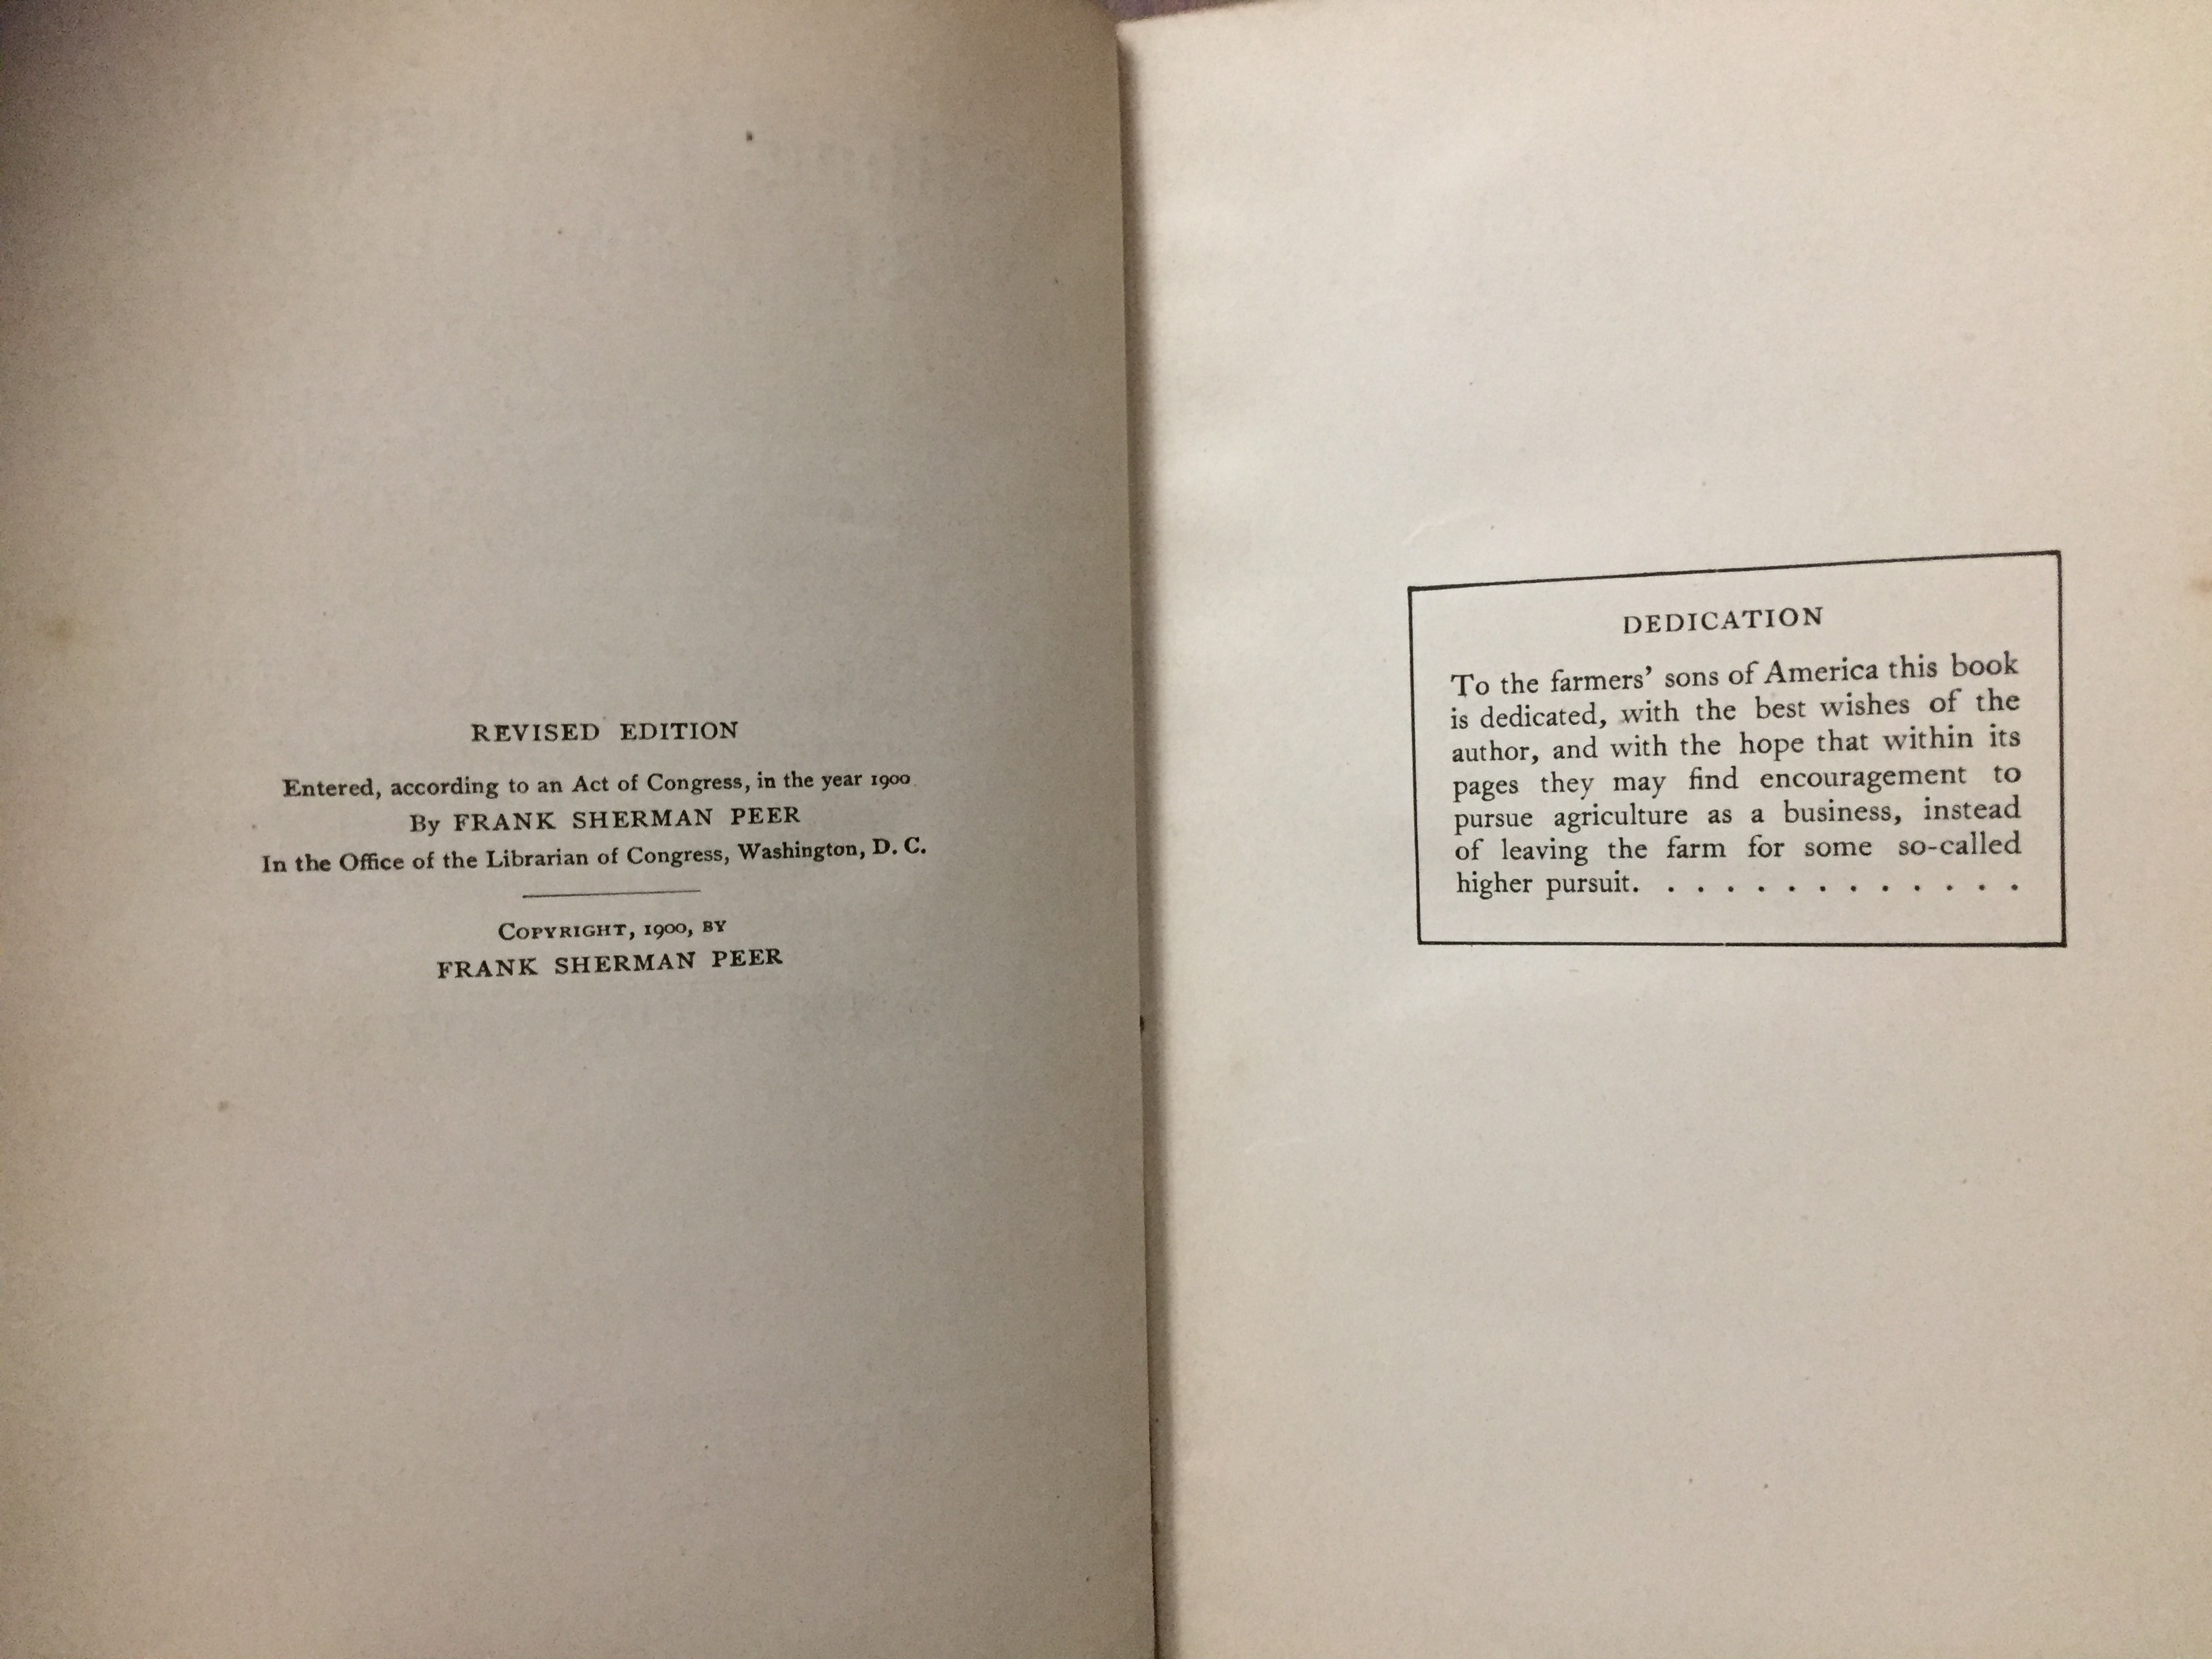 REVISED EDITION
Entered, according to an Act of Congress, in the year 1900
By FRANK SHERMAN PEER
In the Office of the Librarian of Congress, Washington, D. C.
COPYRIGHT, 1900, BY
FRANK SHERMAN PEER
DEDICATION
To the farmers' sons of America this book
is dedicated, with the best wishes of the
author, and with the hope that within its
pages they may find encouragement to
pursue agriculture as a business, instead
of leaving the farm for some so-called
higher pursuit. . . . . . . . . . . . .